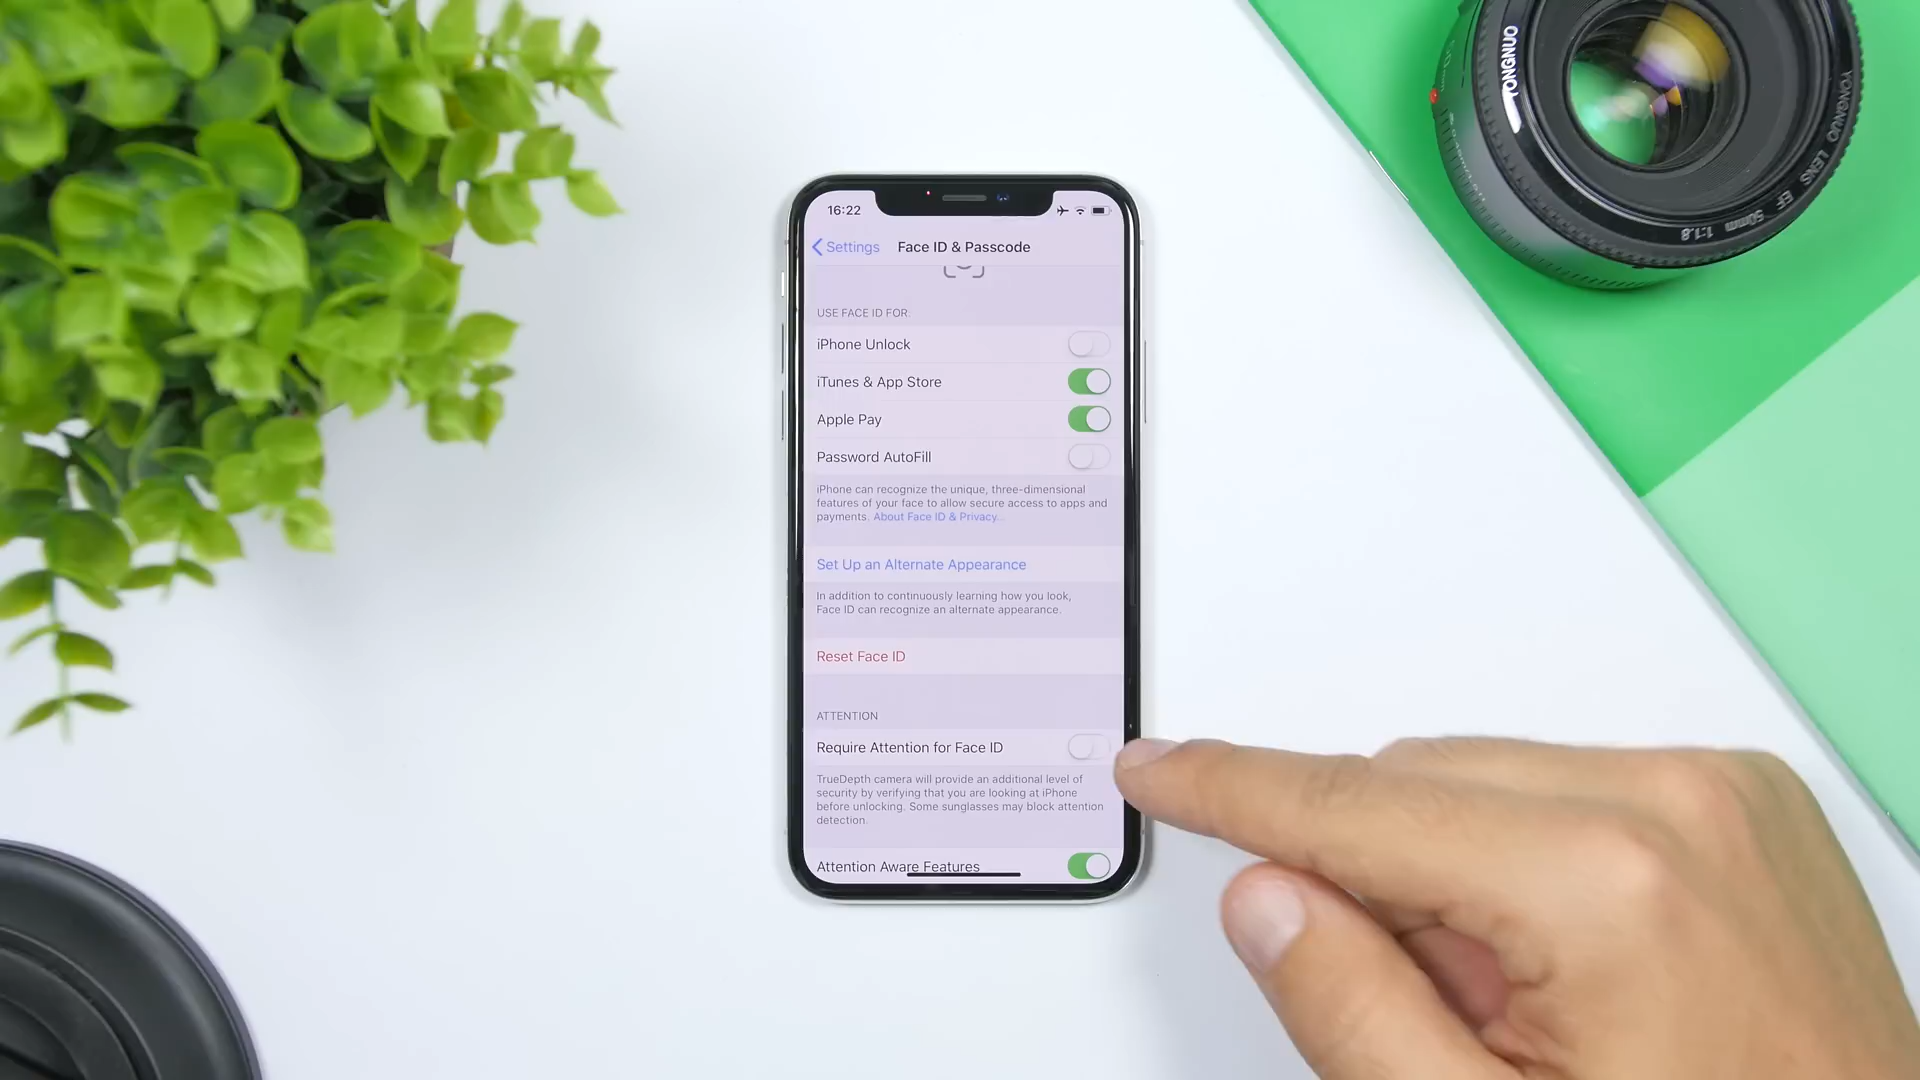 16:22
Settings
Face ID & Passcode
USE FACE ID FOR:
iPhone Unlock
iTunes & App Store
Apple Pay
Password AutoFill
iPhone can recognize the unique, three-dimensional
features of your face to allow secure access to apps and
payments. About Face ID & Privacy...
Set Up an Alternate Appearance
In addition to continuously learning how you look,
Face ID can recognize an alternate appearance.
Reset Face ID
ATTENTION
Require Attention for Face ID
TrueDepth camera will provide an additional level of
security by verifying that you are looking at iPhone
before unlocking. Some sunglasses may block attention
detection.
Attention Aware Features
YONGNUO
YONGNUO LENS EF 50mm 1:1.8